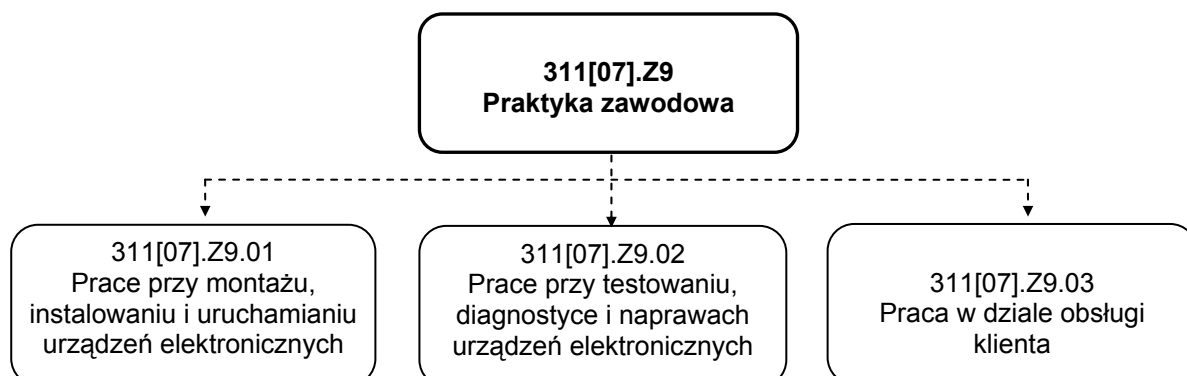 311[07].Z9
Praktyka zawodowa
311[07].Z9.01
Prace przy montażu,
instalowaniu i uruchamianiu
urządzeń elektronicznych
311[07].Z9.02
Prace przy testowaniu,
diagnostyce i naprawach
urządzeń elektronicznych
311[07].Z9.03
Praca w dziale obsługi
klienta